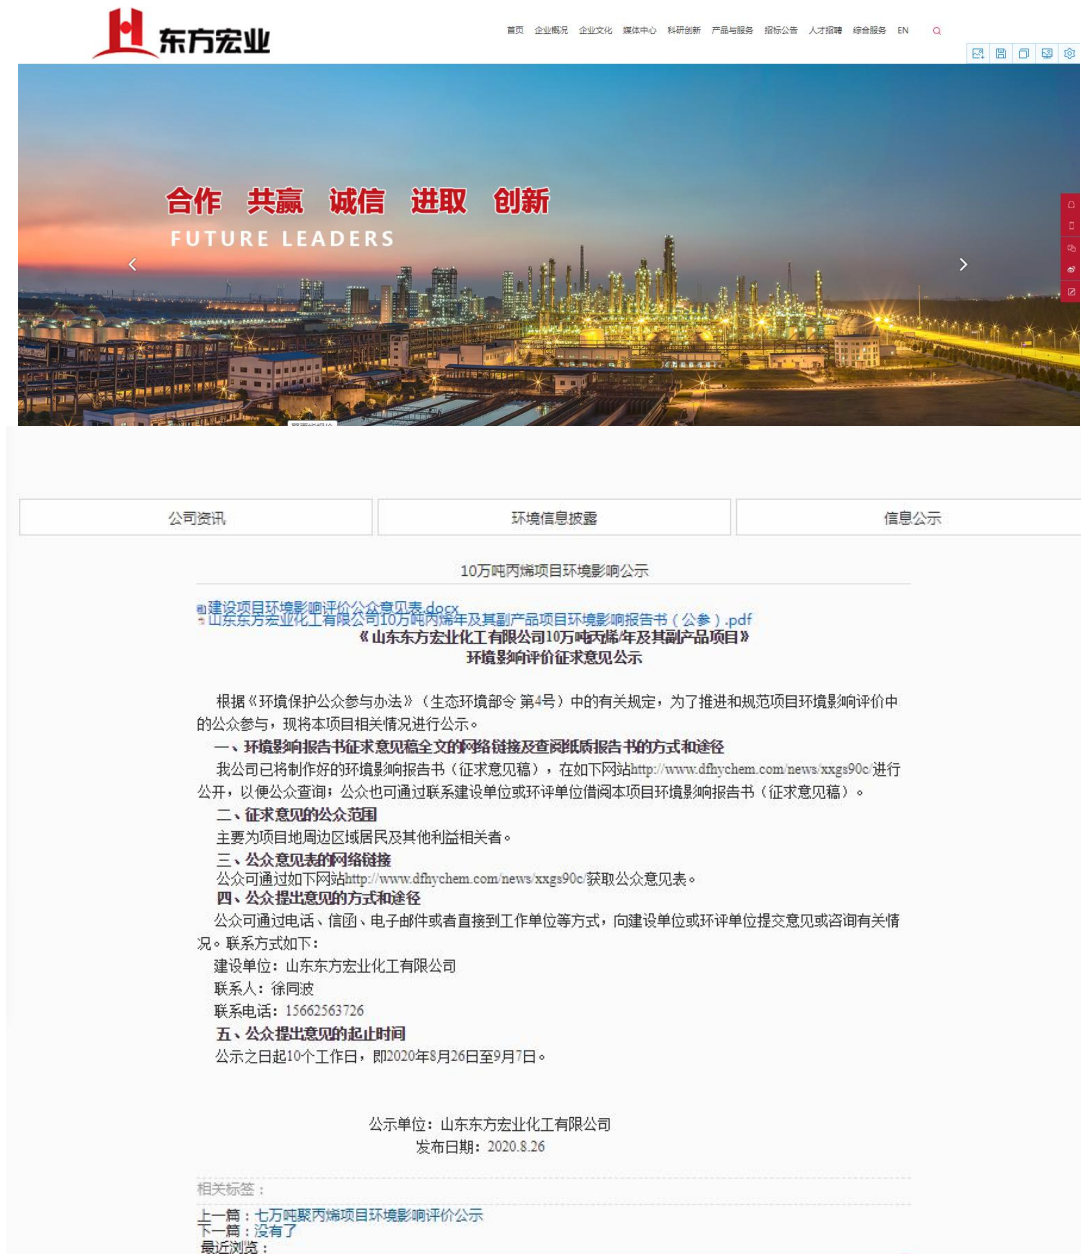 东方宏业
首页 企业概况 企业文化 媒体中心 科研创新 产品与服务 招标公告 人才招聘 综合服务 EN
合作 共赢 诚信 进取 创新
FUTURE LEADERS
公司资讯 环境信息披露 信息公示
10万吨丙烯项目环境影响公示
建设项目环境影响评价公众意见表.docx
山东东方宏业化工有限公司10万吨丙烯/年及其副产品项目环境影响报告书（公参）.pdf
《山东东方宏业化工有限公司10万吨丙烯/年及其副产品项目》
环境影响评价征求意见公示
根据《环境保护公众参与办法》（生态环境部令 第4号）中的有关规定，为了推进和规范项目环境影响评价中
的公众参与，现将本项目相关情况进行公示。
一、环境影响报告书征求意见稿全文的网络链接及查阅纸质报告书的方式和途径
我公司已将制作好的环境影响报告书（征求意见稿），在如下网站http://www.dfhychem.com/news/xxgs90c/进行
公开，以便公众查询；公众也可通过联系建设单位或环评单位借阅本项目环境影响报告书（征求意见稿）。
二、征求意见的公众范围
主要为项目地周边区域居民及其他利益相关者。
三、公众意见表的网络链接
公众可通过如下网站http://www.dfhychem.com/news/xxgs90c/获取公众意见表。
四、公众提出意见的方式和途径
公众可通过电话、信函、电子邮件或者直接到工作单位等方式，向建设单位或环评单位提交意见或咨询有关情
况。联系方式如下：
建设单位：山东东方宏业化工有限公司
联系人：徐同波
联系电话：15662563726
五、公众提出意见的起止时间
公示之日起10个工作日，即2020年8月26日至9月7日。
公示单位：山东东方宏业化工有限公司
发布日期：2020.8.26
相关标签：
上一篇：七万吨聚丙烯项目环境影响评价公示
下一篇：没有了
最近浏览：